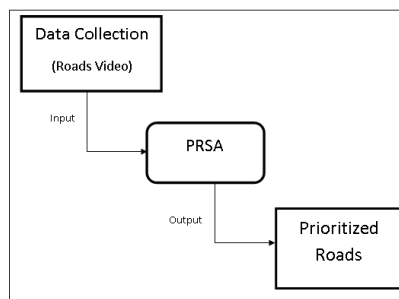 Data Collection
(Roads Video)
Input
PRSA
Output
Prioritized
Roads